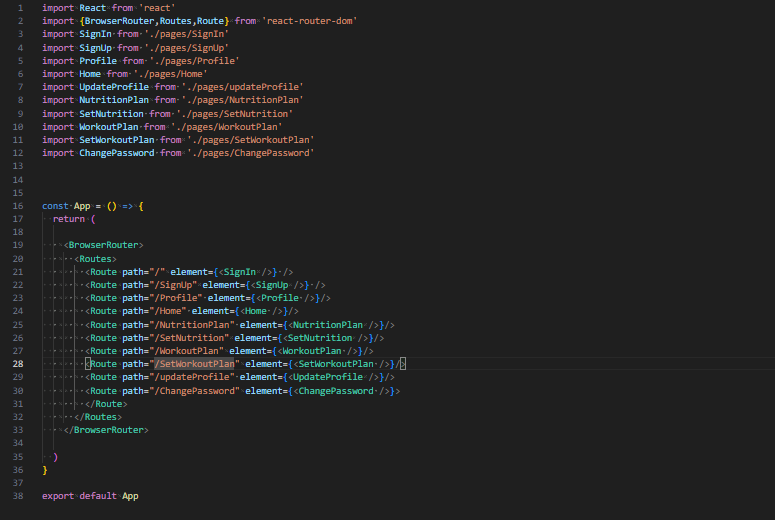 1 import React from 'react'
2 import {BrowserRouter,Routes,Route} from 'react-router-dom'
3 import SignIn from './pages/SignIn'
4 import SignUp from './pages/SignUp'
5 import Profile from './pages/Profile'
6 import Home from './pages/Home'
7 import UpdateProfile from './pages/updateProfile'
8 import NutritionPlan from './pages/NutritionPlan'
9 import SetNutrition from './pages/SetNutrition'
10 import WorkoutPlan from './pages/WorkoutPlan'
11 import SetWorkoutPlan from './pages/SetWorkoutPlan'
12 import ChangePassword from './pages/ChangePassword'
13
14
15
16 const App = () => {
17   return (
18
19     <BrowserRouter>
20       <Routes>
21         <Route path="/" element={<SignIn />} />
22         <Route path="/SignUp" element={<SignUp />} />
23         <Route path="/Profile" element={<Profile />}/>
24         <Route path="/Home" element={<Home />}/>
25         <Route path="/NutritionPlan" element={<NutritionPlan />}/>
26         <Route path="/SetNutrition" element={<SetNutrition />}/>
27         <Route path="/WorkoutPlan" element={<WorkoutPlan />}/>
28         <Route path="/SetWorkoutPlan" element={<SetWorkoutPlan />}/>
29         <Route path="/updateProfile" element={<UpdateProfile />}/>
30         <Route path="/ChangePassword" element={<ChangePassword />}>
31         </Route>
32       </Routes>
33     </BrowserRouter>
34
35   )
36 }
37
38 export default App